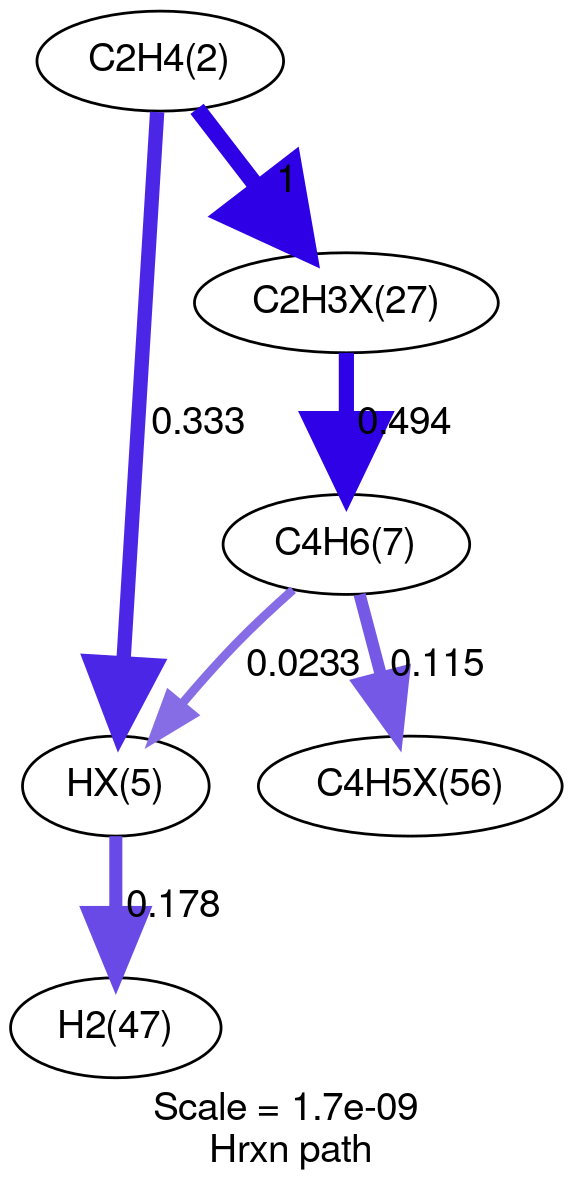 C2H4(2)
1
C2H3X(27)
0.333
0.494
C4H6(7)
0.0233
0.115
HX(5)
C4H5X(56)
0.178
H2(47)
Scale = 1.7e-09
Hrxn path